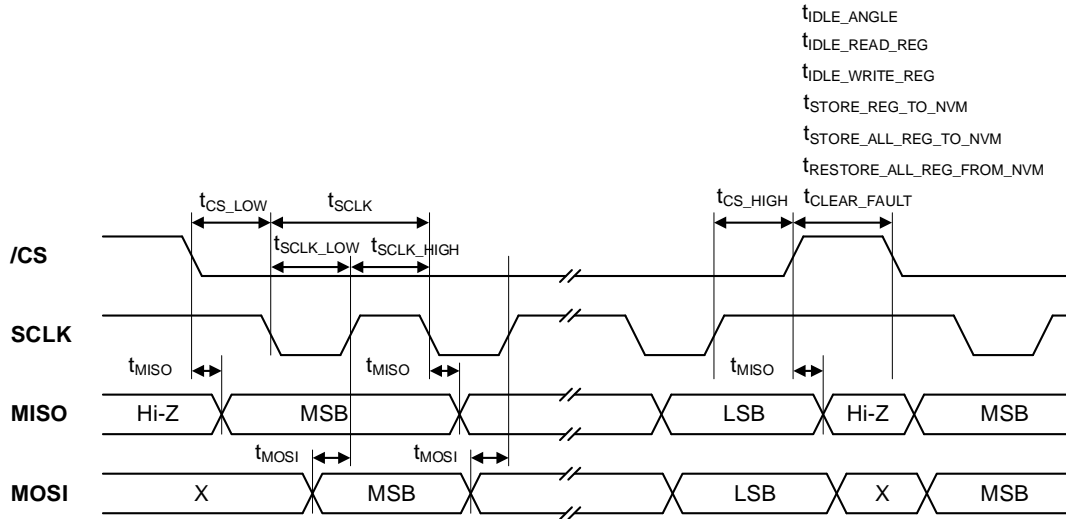 tIDLE_ANGLE
tIDLE_READ_REG
tIDLE_WRITE_REG
tSTORE_REG_TO_NVM
tSTORE_ALL_REG_TO_NVM
tRESTORE_ALL_REG_FROM_NVM
tCS_LOW tSCLK tCS_HIGH tCLEAR_FAULT
/CS tSCLK_LOW tSCLK_HIGH
SCLK
tMISO tMISO tMISO
MISO Hi-Z MSB LSB Hi-Z MSB
tMOSI tMOSI
MOSI X MSB LSB X MSB